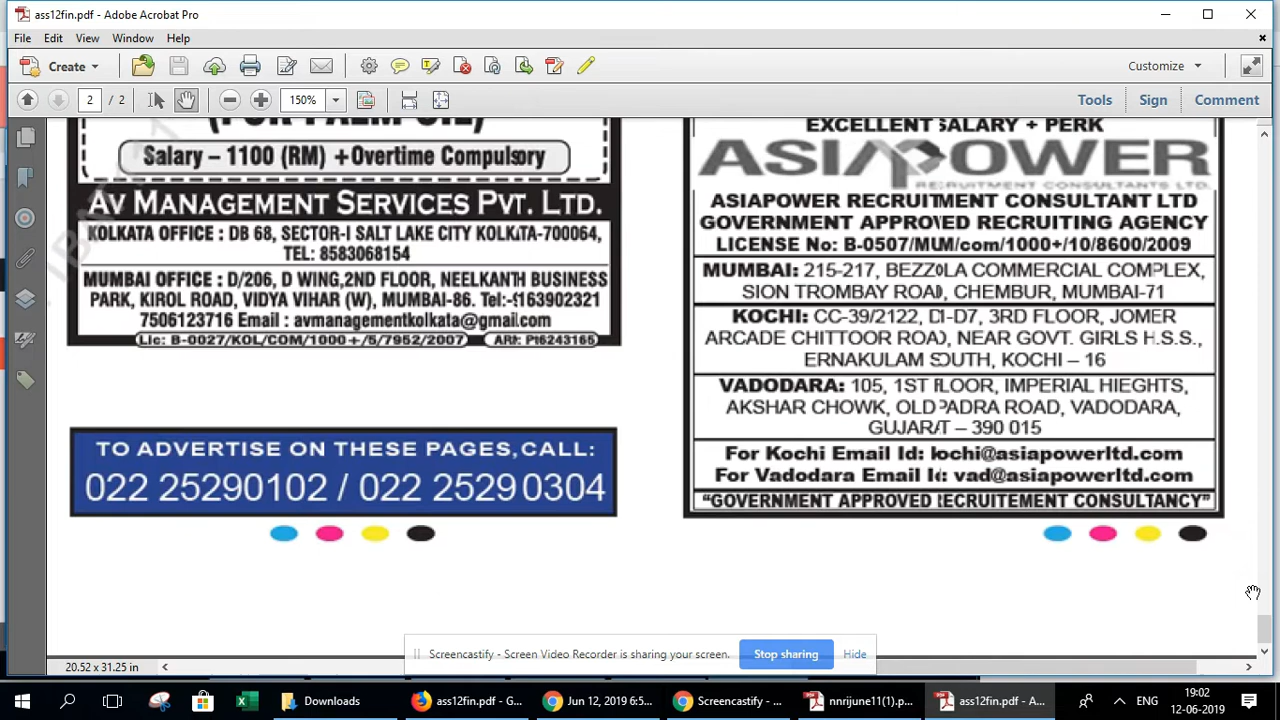 ass12fin.pdf - Adobe Acrobat Pro
File Edit View Window Help
Create
Customize
2 / 2
150%
Tools Sign Comment
Salary – 1100 (RM) +Overtime Compulsory
AV MANAGEMENT SERVICES PVT. LTD.
KOLKATA OFFICE : DB 68, SECTOR-I SALT LAKE CITY KOLKATA-700064,
TEL: 8583068154
MUMBAI OFFICE : D/206, D WING,2ND FLOOR, NEELKANTH BUSINESS
PARK, KIROL ROAD, VIDYA VIHAR (W), MUMBAI-86. Tel:-9163902321
7506123716 Email : avmanagementkolkata@gmail.com
Lic: B-0027/KOL/COM/1000+/5/7952/2007
TO ADVERTISE ON THESE PAGES,CALL:
022 25290102 / 022 25290304
EXCELLENT SALARY + PERK
ASIAPOWER
RECRUITMENT CONSULTANTS LTD.
ASIAPOWER RECRUITMENT CONSULTANT LTD
GOVERNMENT APPROVED RECRUITING AGENCY
LICENSE No: B-0507/MUM/com/1000+/10/8600/2009
MUMBAI: 215-217, BEZZOLA COMMERCIAL COMPLEX,
SION TROMBAY ROAD, CHEMBUR, MUMBAI-71
KOCHI: CC-39/2122, D1-D7, 3RD FLOOR, JOMER
ARCADE CHITTOOR ROAD, NEAR GOVT. GIRLS H.S.S.,
ERNAKULAM SOUTH, KOCHI – 16
VADODARA: 105, 1ST FLOOR, IMPERIAL HIEGHTS,
AKSHAR CHOWK, OLD PADRA ROAD, VADODARA,
GUJARAT – 390 015
For Kochi Email Id: kochi@asiapowerltd.com
For Vadodara Email Id: vad@asiapowerltd.com
“GOVERNMENT APPROVED RECRUITEMENT CONSULTANCY”
Screencastify - Screen Video Recorder is sharing your screen. Stop sharing Hide
20.52 x 31.25 in
Downloads
ass12fin.pdf - G...
Jun 12, 2019 6:5...
Screencastify - ...
nnrijune11(1).p...
ass12fin.pdf - A...
ENG
19:02
12-06-2019